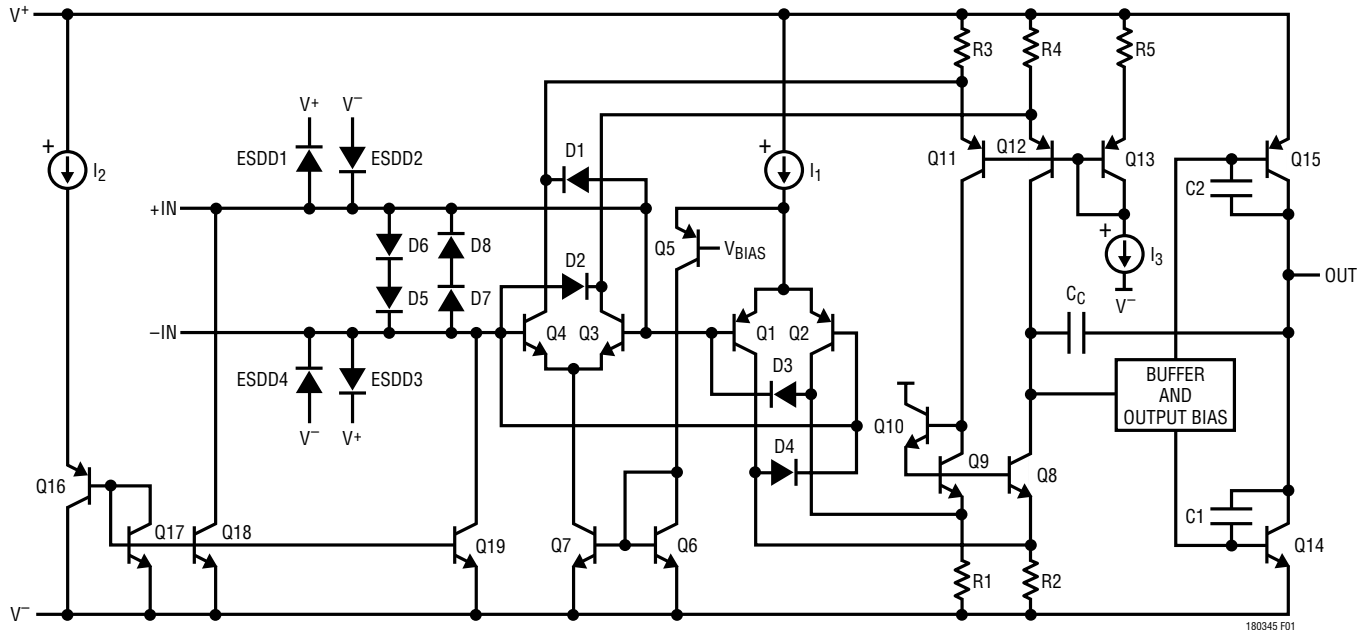 V+
R3
R4
R5
V+
V−
ESDD1
ESDD2
D1
I2
I1
Q11
Q12
Q13
Q15
C2
+IN
D6
D8
Q5
VBIAS
D2
I3
V−
OUT
D5
D7
CC
−IN
Q4
Q3
Q1
Q2
ESDD4
ESDD3
D3
BUFFER
AND
OUTPUT BIAS
V−
V+
Q10
D4
Q9
Q8
Q16
Q17
Q18
Q19
Q7
Q6
C1
Q14
R1
R2
V−
180345 F01